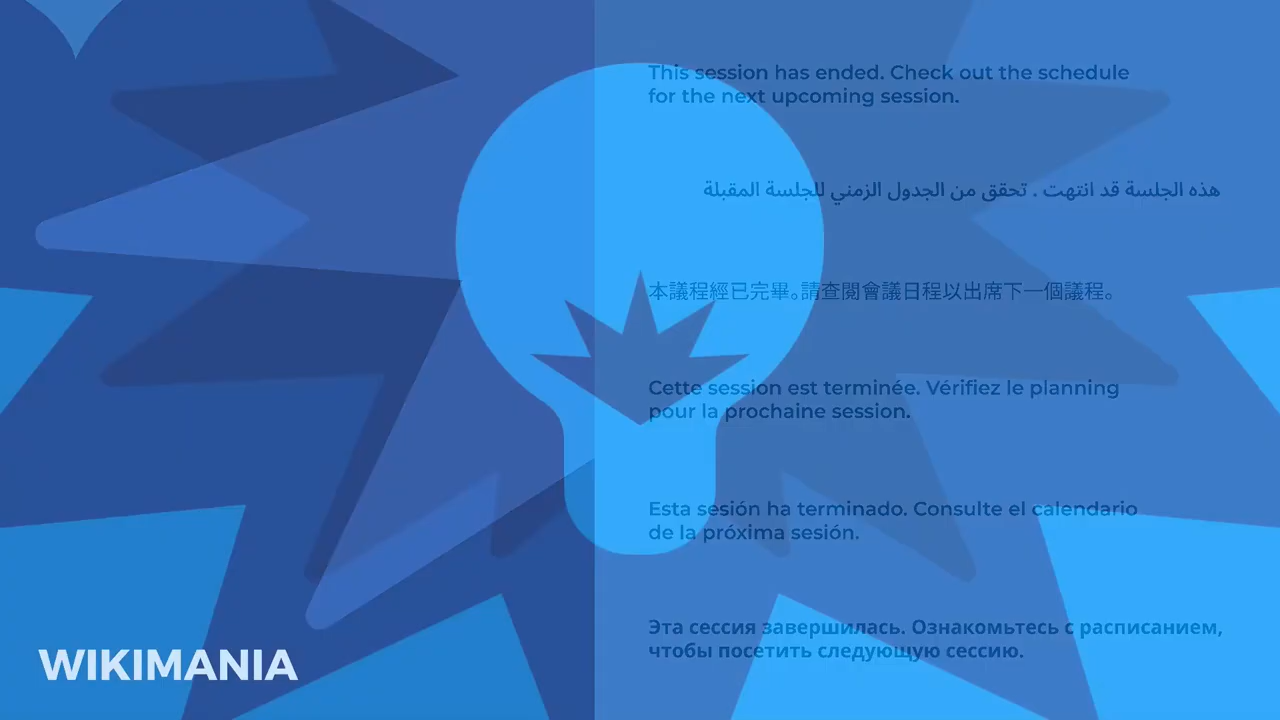 This session has ended. Check out the schedule
for the next upcoming session.
هذه الجلسة قد انتهت . تحقق من الجدول الزمني للجلسة المقبلة
本議程經已完畢。請查閱會議日程以出席下一個議程。
Cette session est terminée. Vérifiez le planning
pour la prochaine session.
Esta sesión ha terminado. Consulte el calendario
de la próxima sesión.
Эта сессия завершилась. Ознакомьтесь с расписанием,
чтобы посетить следующую сессию.
WIKIMANIA